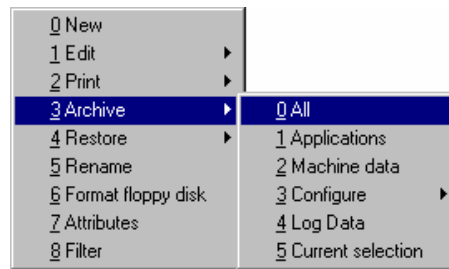 0 New
1 Edit
2 Print
3 Archive
4 Restore
5 Rename
6 Format floppy disk
7 Attributes
8 Filter
0 All
1 Applications
2 Machine data
3 Configure
4 Log Data
5 Current selection